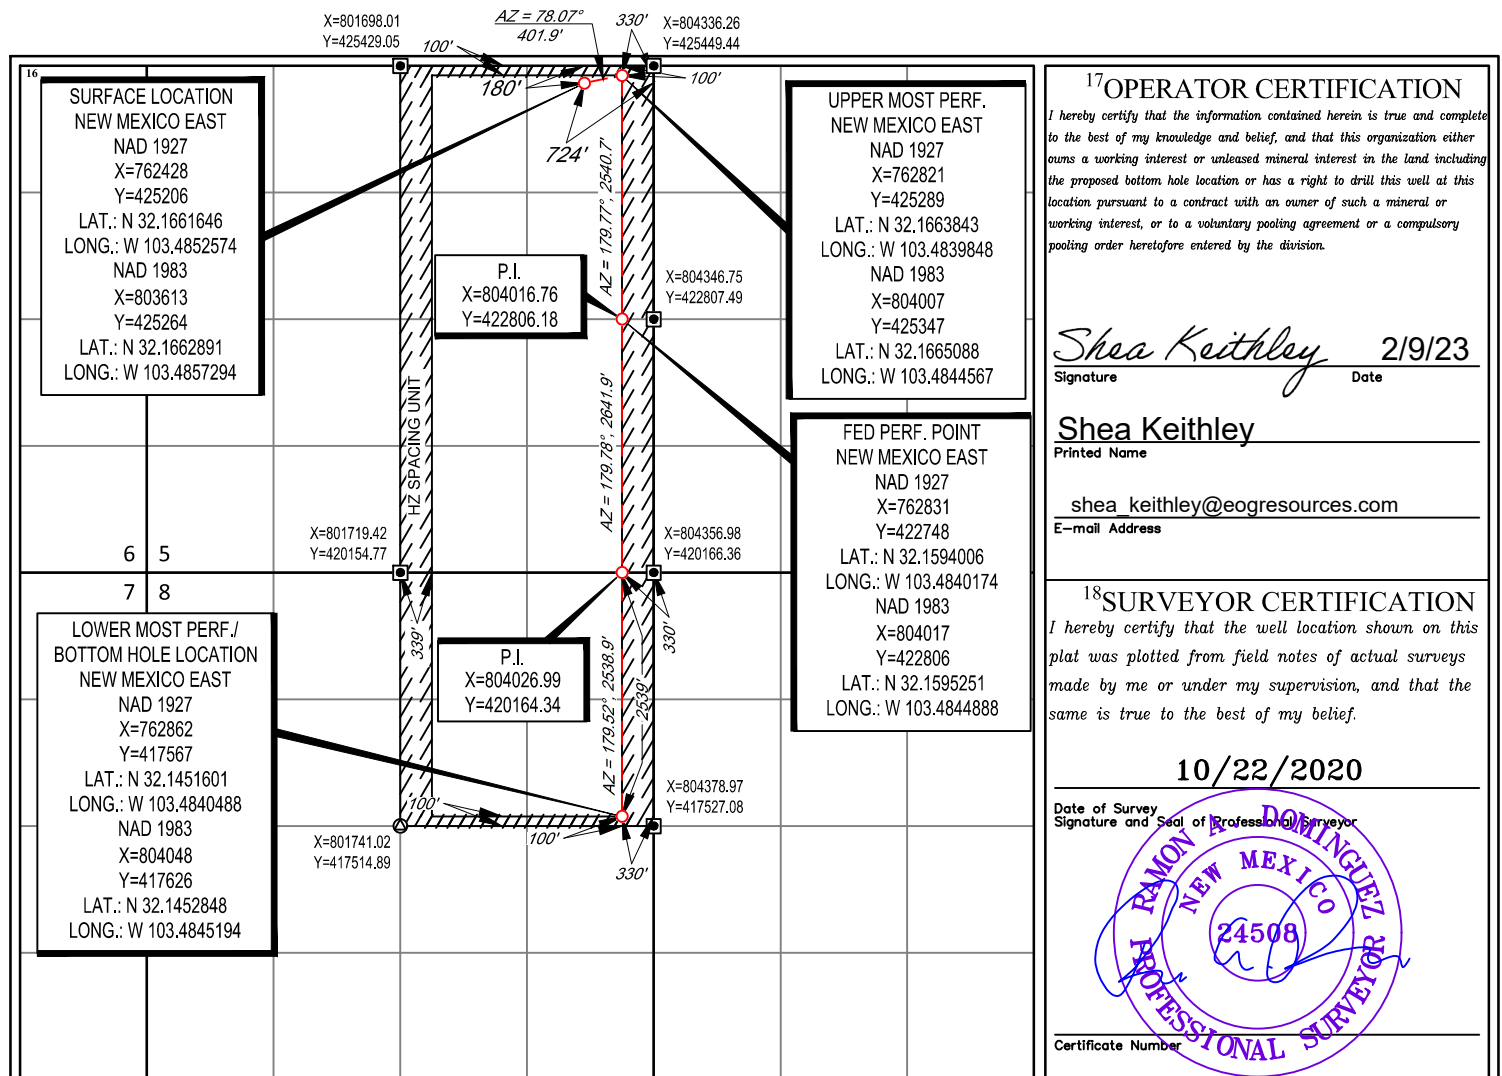 X=801698.01
Y=425429.05
100'
AZ = 78.07°
401.9'
330'
X=804336.26
Y=425449.44
100'
180'
724'
16
SURFACE LOCATION
NEW MEXICO EAST
NAD 1927
X=762428
Y=425206
LAT.: N 32.1661646
LONG.: W 103.4852574
NAD 1983
X=803613
Y=425264
LAT.: N 32.1662891
LONG.: W 103.4857294
UPPER MOST PERF.
NEW MEXICO EAST
NAD 1927
X=762821
Y=425289
LAT.: N 32.1663843
LONG.: W 103.4839848
NAD 1983
X=804007
Y=425347
LAT.: N 32.1665088
LONG.: W 103.4844567
AZ = 179.77°, 2540.7'
P.I.
X=804016.76
Y=422806.18
X=804346.75
Y=422807.49
HZ SPACING UNIT
AZ = 179.78°, 2641.9'
FED PERF. POINT
NEW MEXICO EAST
NAD 1927
X=762831
Y=422748
LAT.: N 32.1594006
LONG.: W 103.4840174
NAD 1983
X=804017
Y=422806
LAT.: N 32.1595251
LONG.: W 103.4844888
X=801719.42
Y=420154.77
X=804356.98
Y=420166.36
6 5
7 8
339'
330'
P.I.
X=804026.99
Y=420164.34
AZ = 179.52°, 2538.9'
2539'
LOWER MOST PERF./
BOTTOM HOLE LOCATION
NEW MEXICO EAST
NAD 1927
X=762862
Y=417567
LAT.: N 32.1451601
LONG.: W 103.4840488
NAD 1983
X=804048
Y=417626
LAT.: N 32.1452848
LONG.: W 103.4845194
X=804378.97
Y=417527.08
100'
100'
330'
X=801741.02
Y=417514.89
17 OPERATOR CERTIFICATION
I hereby certify that the information contained herein is true and complete
to the best of my knowledge and belief, and that this organization either
owns a working interest or unleased mineral interest in the land including
the proposed bottom hole location or has a right to drill this well at this
location pursuant to a contract with an owner of such a mineral or
working interest, or to a voluntary pooling agreement or a compulsory
pooling order heretofore entered by the division.
Shea Keithley 2/9/23
Signature Date
Shea Keithley
Printed Name
shea_keithley@eogresources.com
E-mail Address
18 SURVEYOR CERTIFICATION
I hereby certify that the well location shown on this
plat was plotted from field notes of actual surveys
made by me or under my supervision, and that the
same is true to the best of my belief.
10/22/2020
Date of Survey
Signature and Seal of Professional Surveyor
RAMON A. DOMINGUEZ
NEW MEXICO
24508
PROFESSIONAL SURVEYOR
Certificate Number